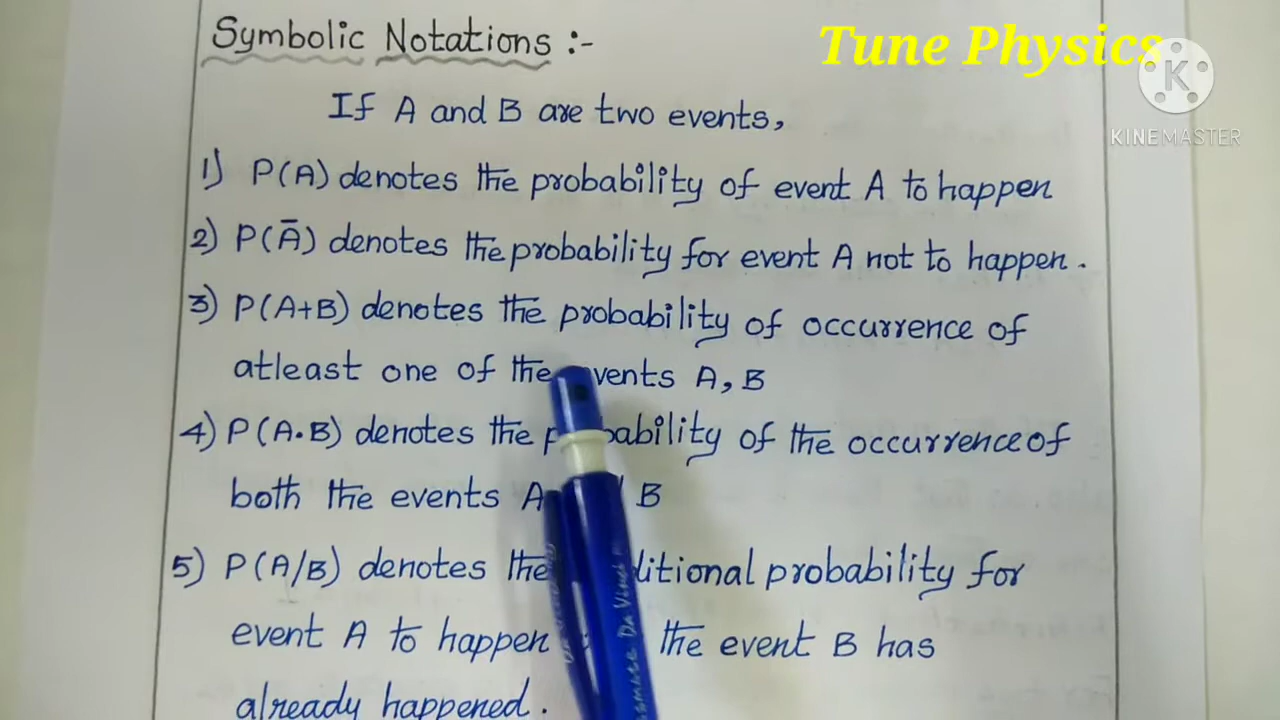 Symbolic Notations :-
Tune Physics
K
KINEMASTER
If A and B are two events,
1) P(A) denotes the probability of event A to happen
2) P(Ā) denotes the probability for event A not to happen.
3) P(A+B) denotes the probability of occurrence of
atleast one of the events A, B
4) P(A·B) denotes the probability of the occurrence of
both the events A B
5) P(A/B) denotes the probability for
event A to happen the event B has
already happened.
Da Vinci